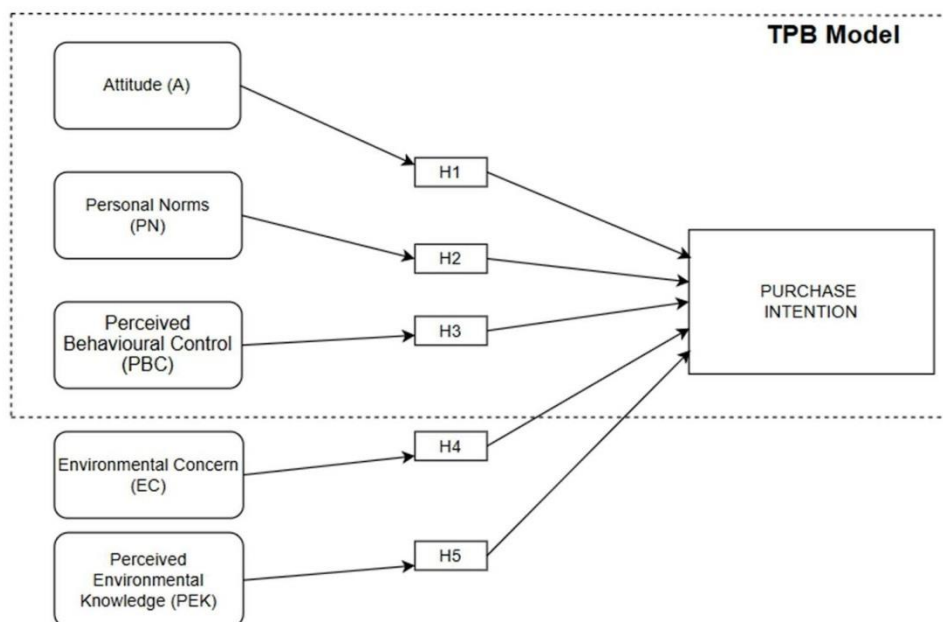 TPB Model
Attitude (A)
H1
Personal Norms
(PN)
H2
Perceived
Behavioural Control
(PBC)
H3
PURCHASE
INTENTION
Environmental Concern
(EC)
H4
Perceived
Environmental
Knowledge (PEK)
H5